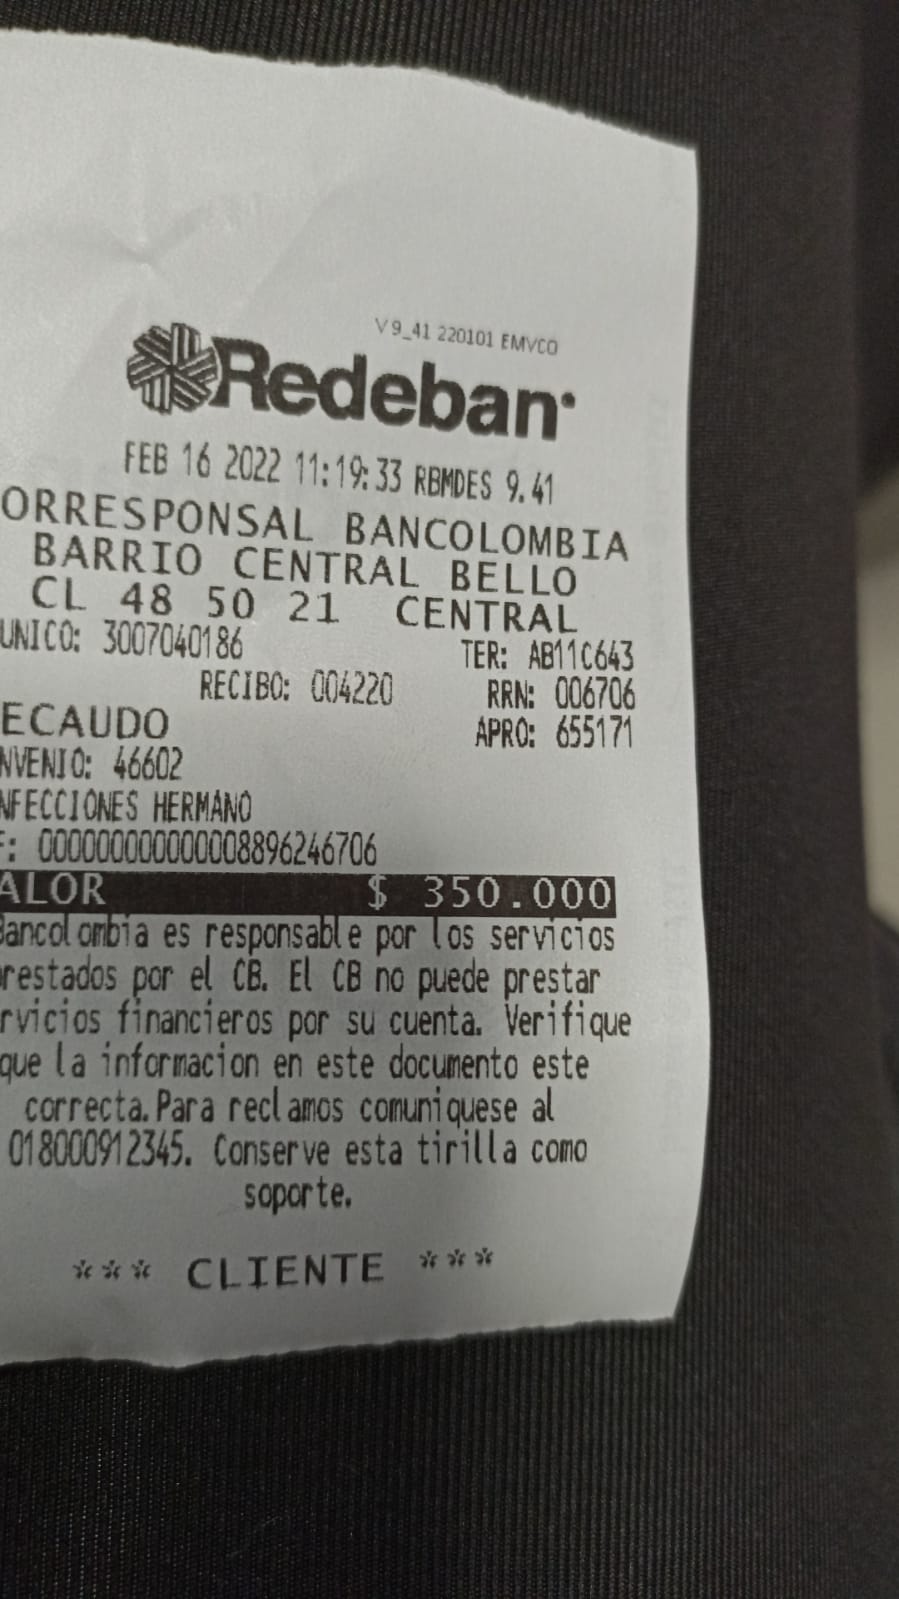 V 9_41 220101 EMVCO
Redeban
FEB 16 2022 11:19:33 RBMDES 9.41
ORRESPONSAL BANCOLOMBIA
BARRIO CENTRAL BELLO
CL 48 50 21 CENTRAL
UNICO: 3007040186 TER: AB11C643
RECIBO: 004220 RRN: 006706
ECAUDO APRO: 655171
NVENIO: 46602
NFECCIONES HERMANO
F: 0000000000000008896246706
ALOR $ 350.000
Bancolombia es responsable por los servicios
restados por el CB. El CB no puede prestar
rvicios financieros por su cuenta. Verifique
que la informacion en este documento este
correcta.Para reclamos comuniquese al
018000912345. Conserve esta tirilla como
soporte.
*** CLIENTE ***